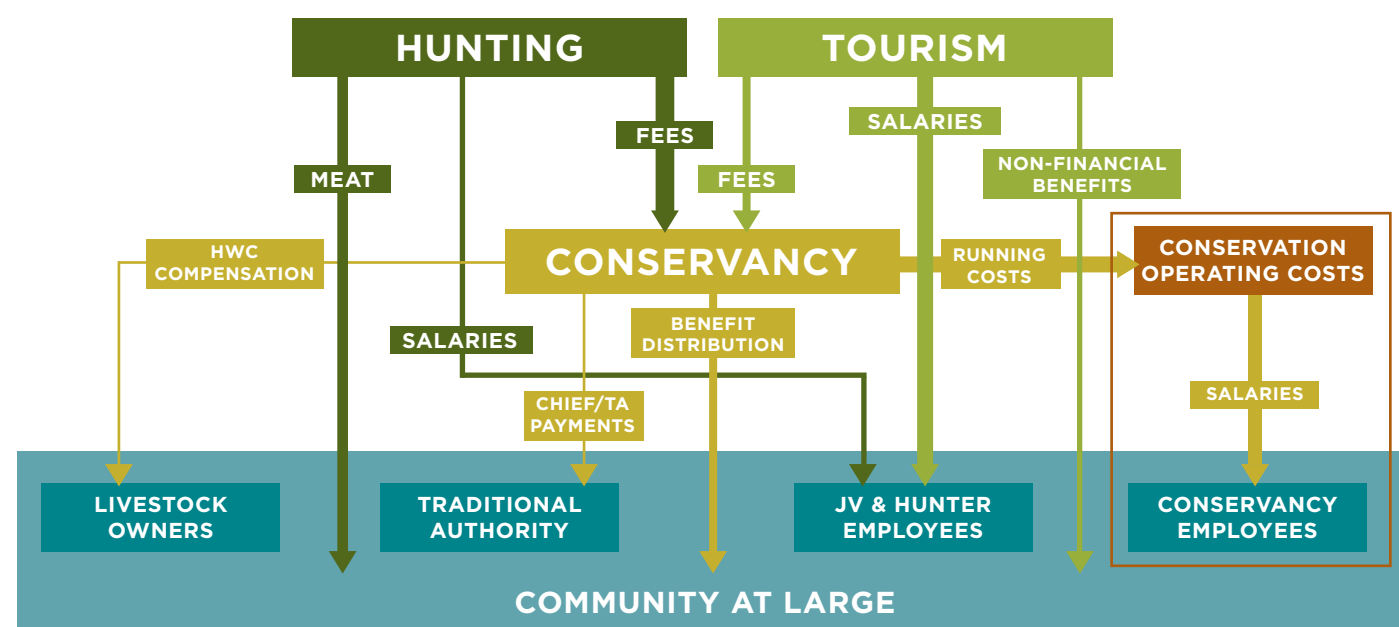 HUNTING
TOURISM
SALARIES
FEES
NON-FINANCIAL
BENEFITS
MEAT
FEES
HWC
COMPENSATION
CONSERVANCY
RUNNING
COSTS
CONSERVATION
OPERATING COSTS
SALARIES
BENEFIT
DISTRIBUTION
CHIEF/TA
PAYMENTS
SALARIES
LIVESTOCK
OWNERS
TRADITIONAL
AUTHORITY
JV & HUNTER
EMPLOYEES
CONSERVANCY
EMPLOYEES
COMMUNITY AT LARGE